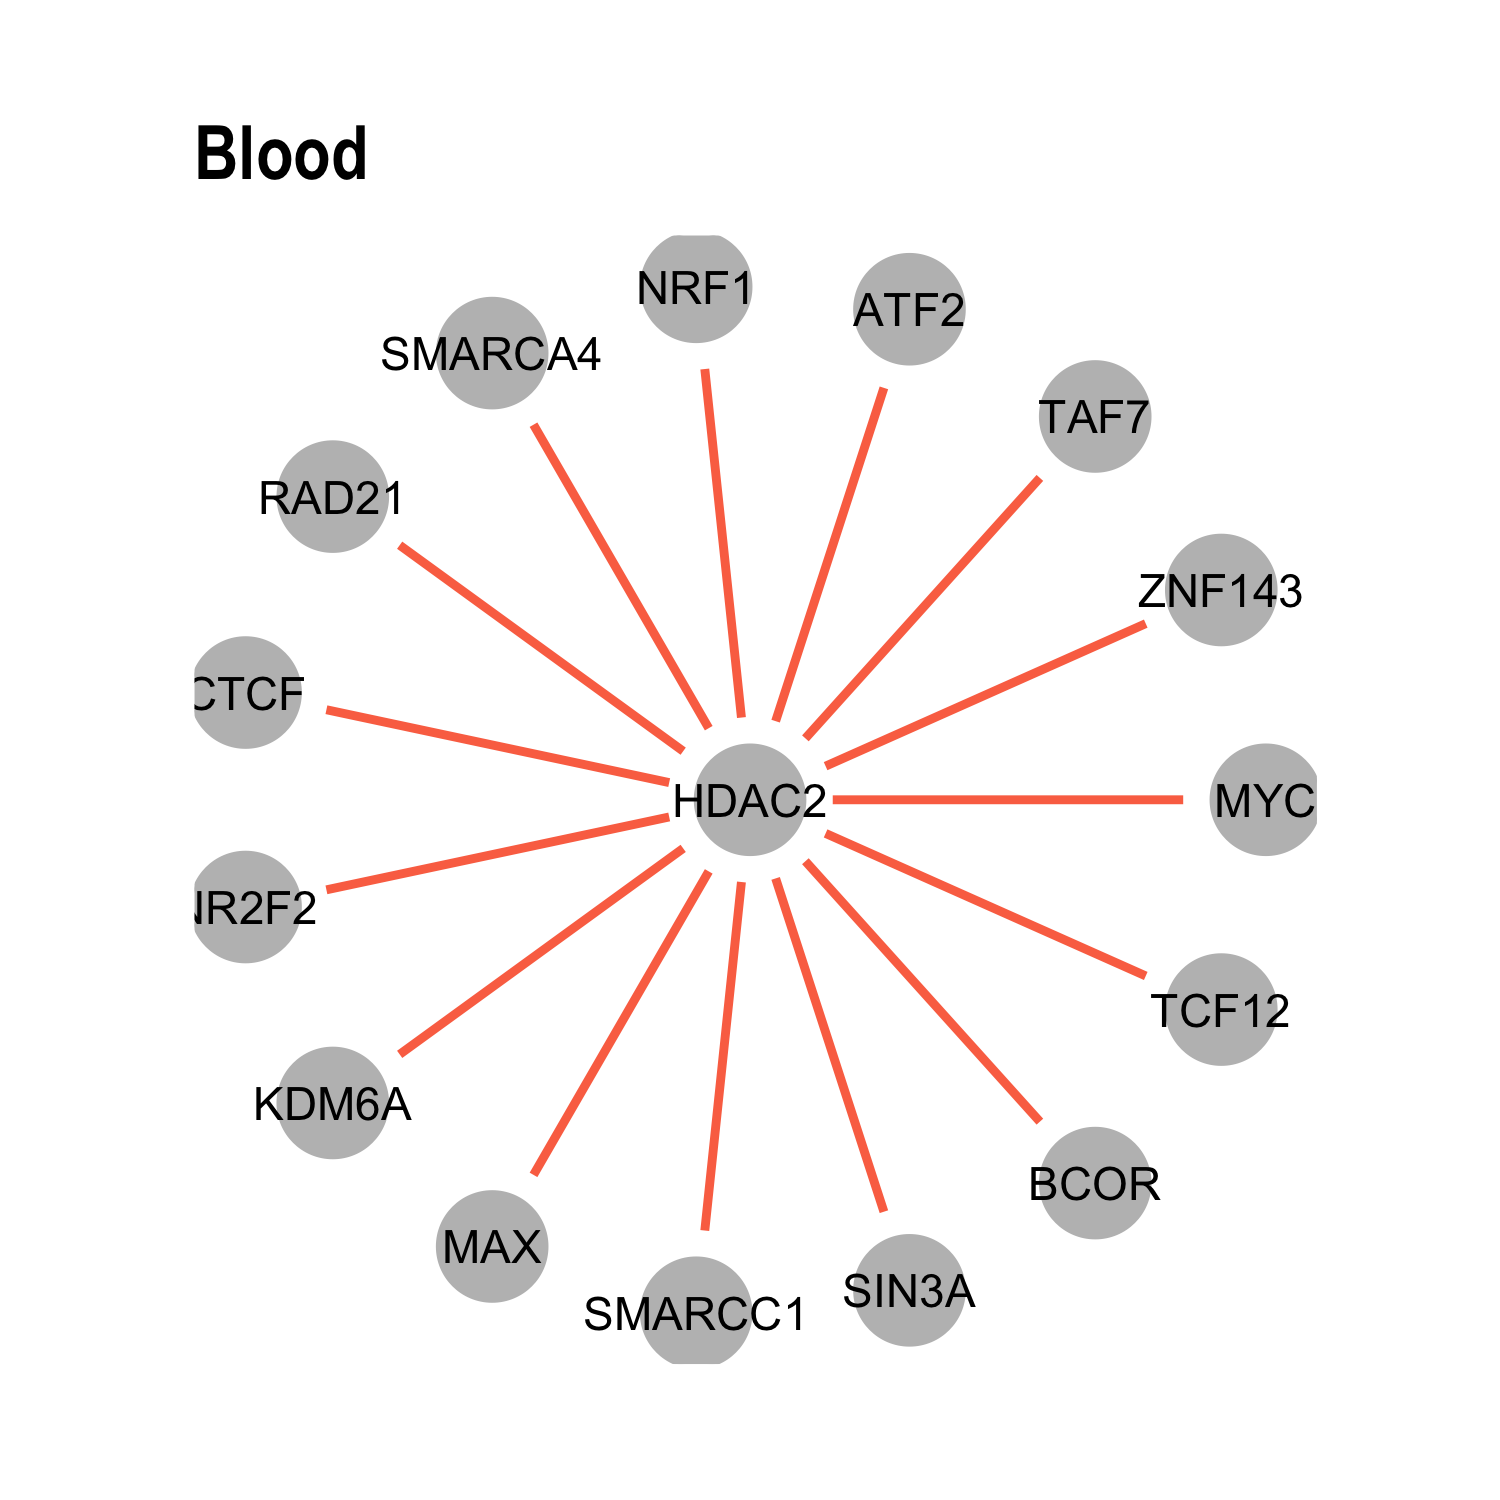 Blood
NRF1
ATF2
SMARCA4
TAF7
RAD21
ZNF143
CTCF
HDAC2
MYC
NR2F2
TCF12
KDM6A
BCOR
MAX
SIN3A
SMARCC1